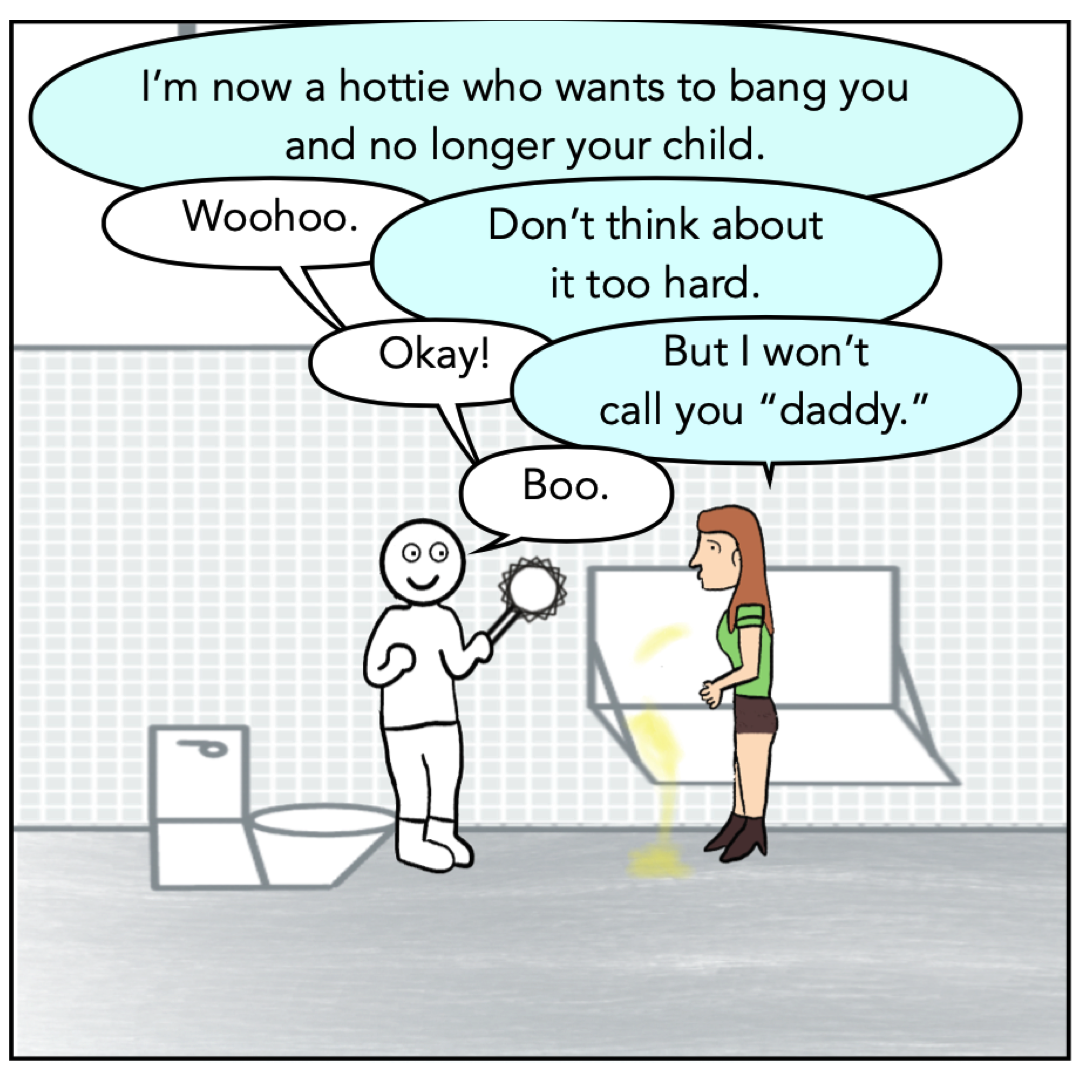 I'm now a hottie who wants to bang you
and no longer your child.
Woohoo.
Don't think about
it too hard.
Okay!
But I won't
call you “daddy.”
Boo.